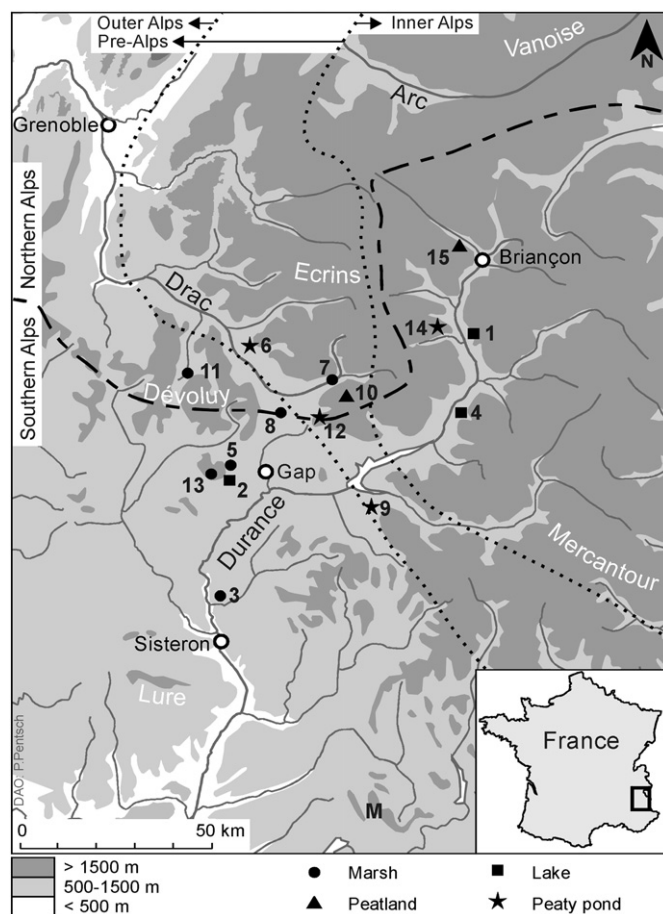 Outer Alps
Inner Alps
Pre-Alps
Vanoise
N
Arc
Grenoble
Northern Alps
Southern Alps
15
Briançon
Ecrins
Drac
14
1
6
7
11
10
4
Dévoluy
8
12
5
Gap
13
2
9
Durance
Mercantour
3
Sisteron
Lure
France
DAO: P.Pentsch
M
0 50 km
> 1500 m
500-1500 m
< 500 m
Marsh
Lake
Peatland
Peaty pond